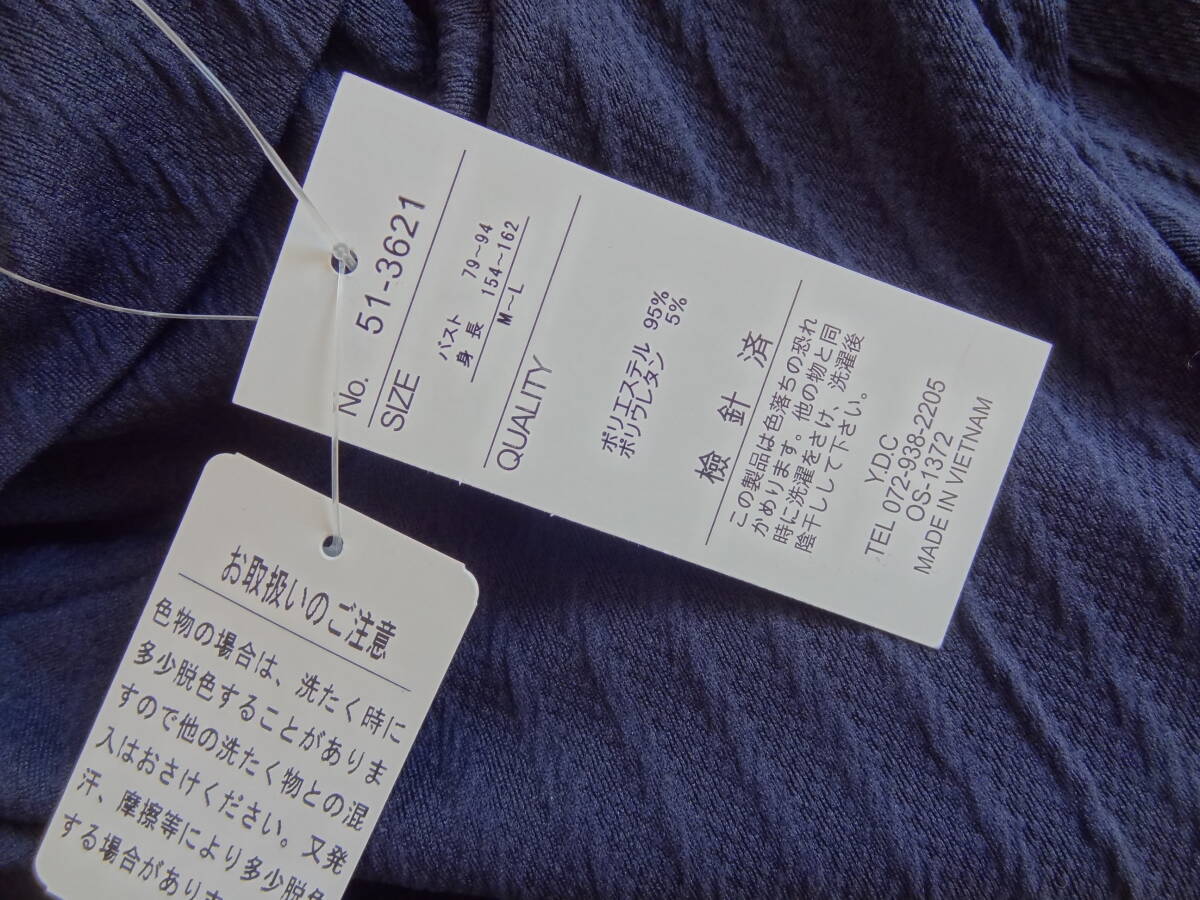 No. 51-3621
SIZE
バスト 79~94
身長 154~162
M~L
QUALITY
ポリエステル 95%
ポリウレタン 5%
檢針済
この製品は色落ちの恐れ
がめります。他の物と同
時に洗濯をさけ、洗濯後
陰干しして下さい。
Y.D.C
TEL 072-938-2205
OS-1372
MADE IN VIETNAM
お取扱いのご注意
色物の場合は、洗たく時に
多少脱色することがありま
すので他の洗たく物との混
入はおさけください。又発
汗、摩擦等により多少脱色
する場合がありま